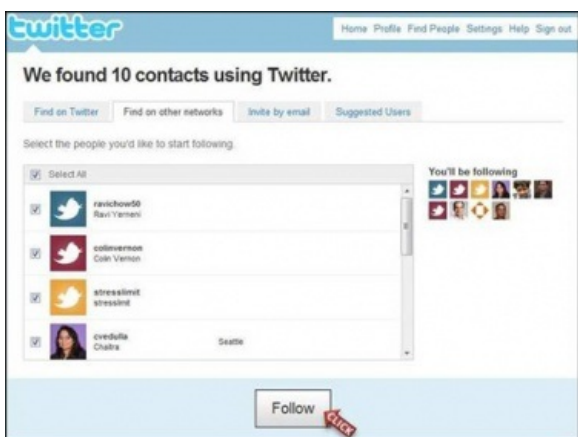 twitter
Home Profile Find People Settings Help Sign out
We found 10 contacts using Twitter.
Find on Twitter Find on other networks Invite by email Suggested Users
Select the people you'd like to start following.
Select All
You'll be following
ravichow50
Ravi Yerneni
colinvernon
Colin Vernon
stresslimit
stresslimit
cvedulla
Chaitra Seattle
Follow
CLICK